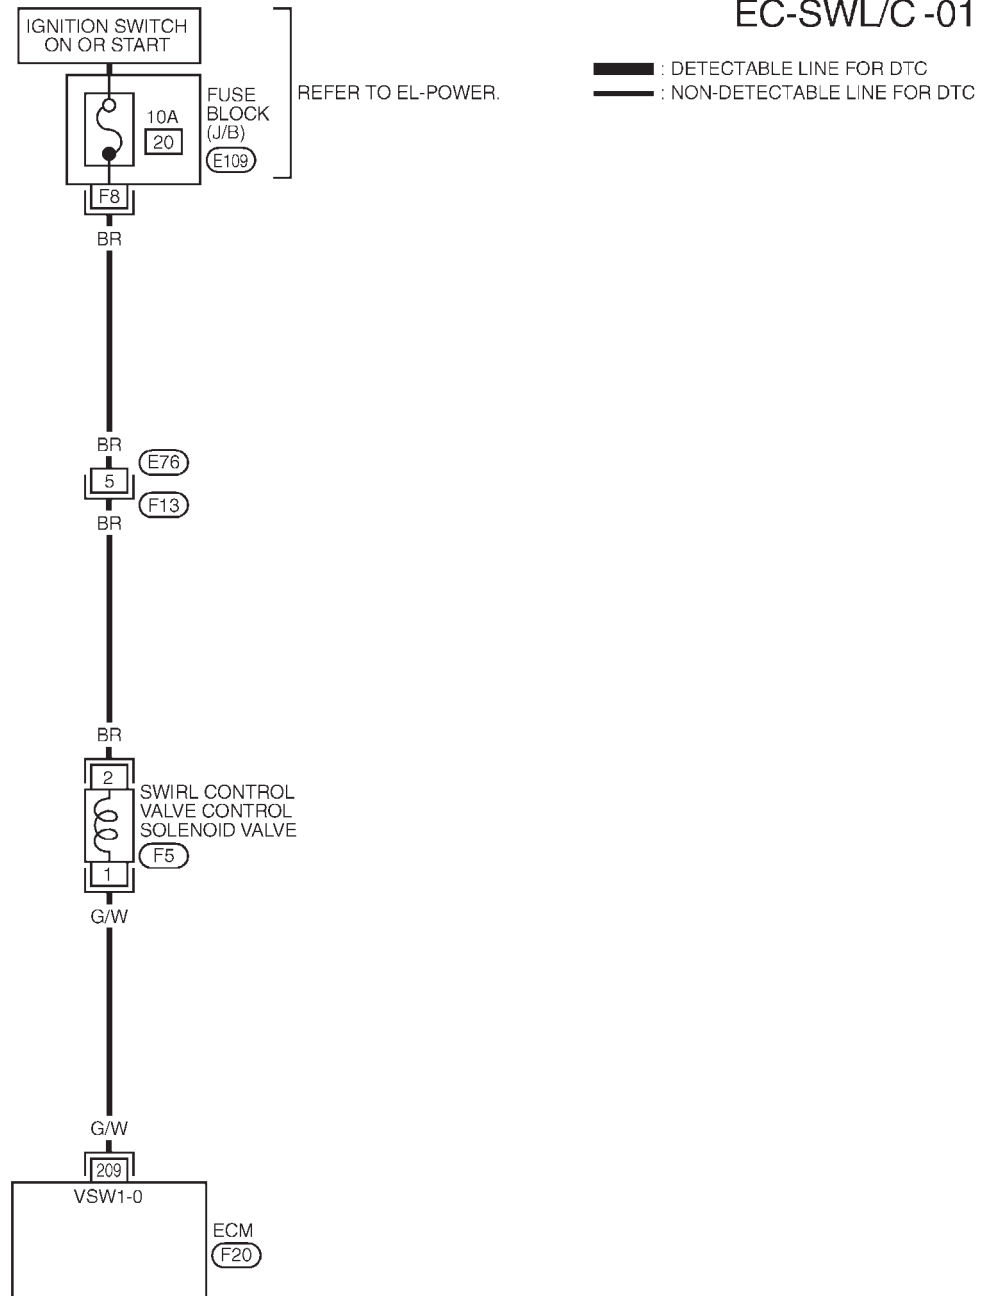 EC-SWL/C -01
IGNITION SWITCH
ON OR START
: DETECTABLE LINE FOR DTC
: NON-DETECTABLE LINE FOR DTC
REFER TO EL-POWER.
10A
20
FUSE
BLOCK
(J/B)
E109
F8
BR
BR
E76
5
F13
BR
BR
2
SWIRL CONTROL
VALVE CONTROL
SOLENOID VALVE
F5
1
G/W
G/W
209
VSW1-0
ECM
F20